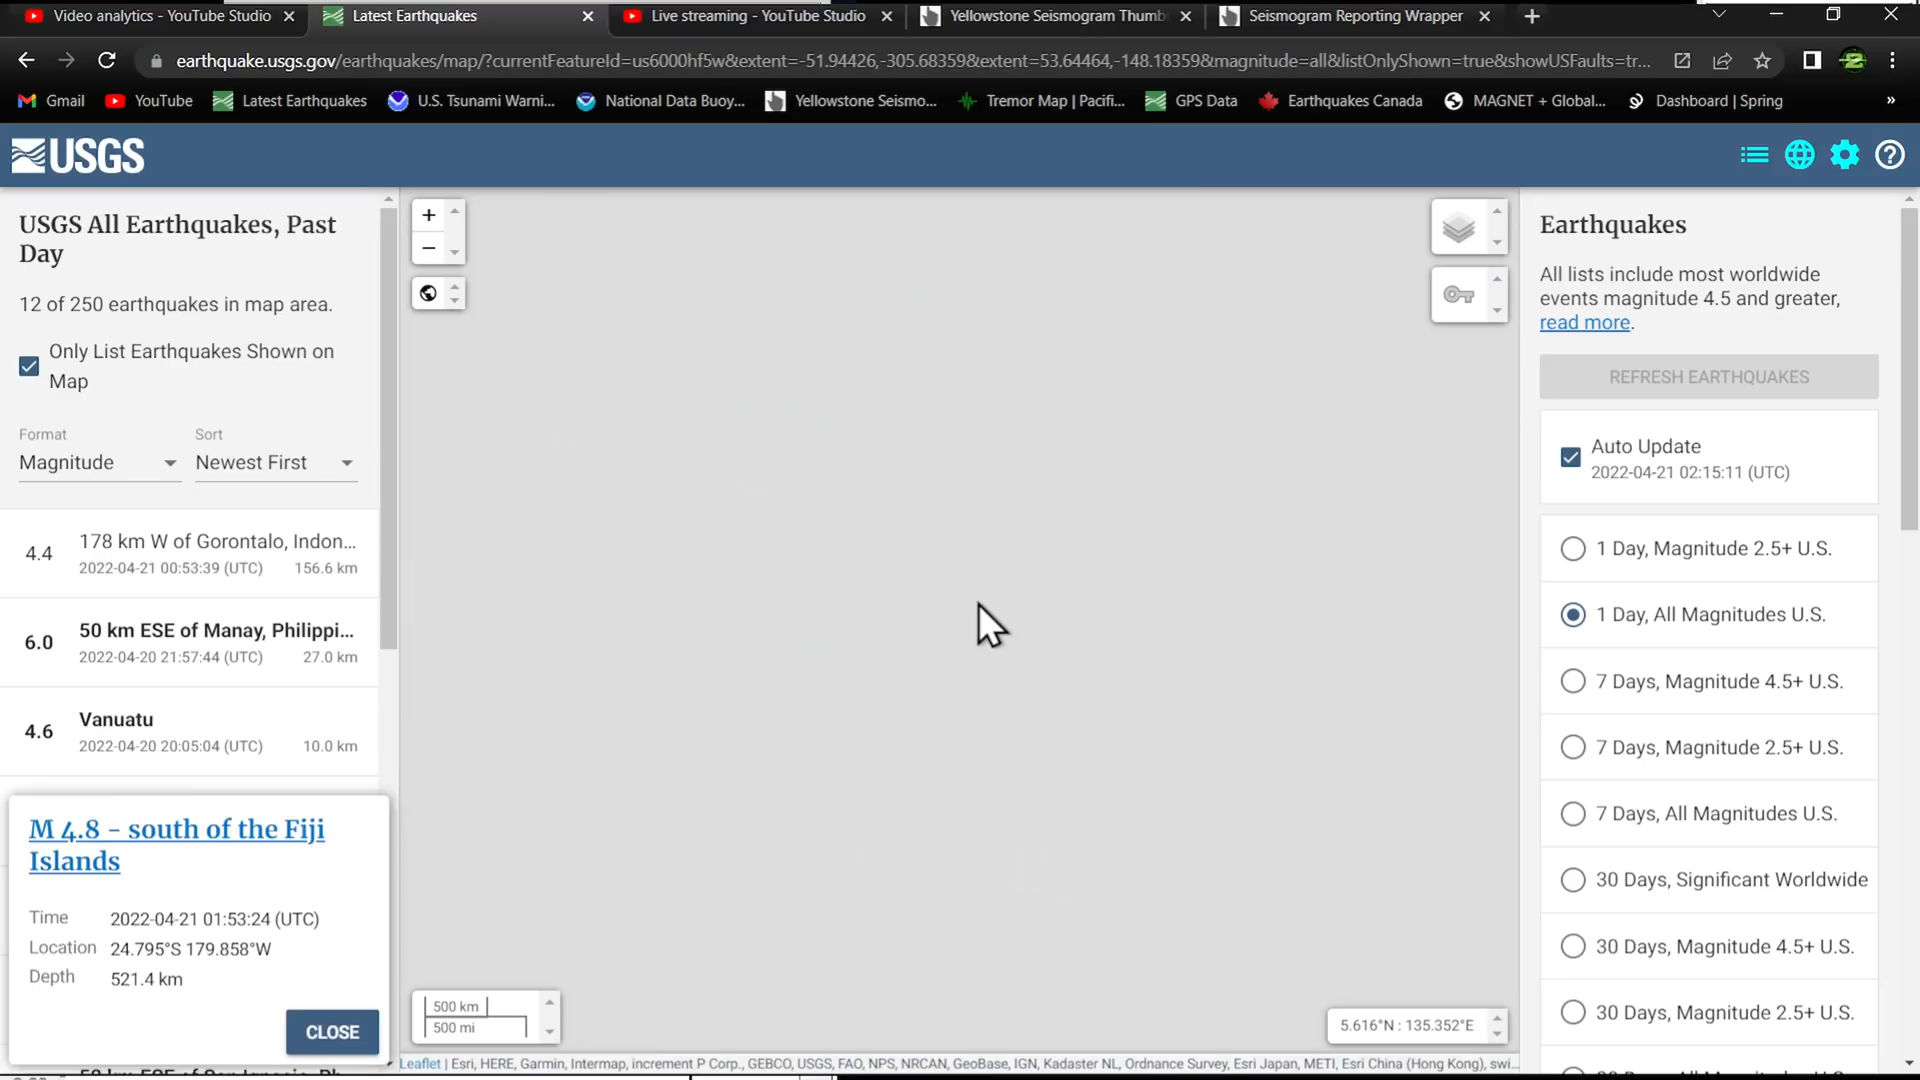 Video analytics - YouTube Studio
Latest Earthquakes
Live streaming - YouTube Studio
Yellowstone Seismogram Thumb
Seismogram Reporting Wrapper
earthquake.usgs.gov/earthquakes/map/?currentFeatureId=us6000hf5w&extent=-51.94426,-305.68359&extent=53.64464,-148.18359&magnitude=all&listOnlyShown=true&showUSFaults=tr...
Gmail
YouTube
Latest Earthquakes
U.S. Tsunami Warni...
National Data Buoy...
Yellowstone Seismo...
Tremor Map | Pacifi...
GPS Data
Earthquakes Canada
MAGNET + Global...
Dashboard | Spring
»
USGS
USGS All Earthquakes, Past
Day
12 of 250 earthquakes in map area.
Only List Earthquakes Shown on
Map
Format
Magnitude
Sort
Newest First
4.4
178 km W of Gorontalo, Indon...
2022-04-21 00:53:39 (UTC) 156.6 km
6.0
50 km ESE of Manay, Philippi...
2022-04-20 21:57:44 (UTC) 27.0 km
4.6
Vanuatu
2022-04-20 20:05:04 (UTC) 10.0 km
M 4.8 - south of the Fiji
Islands
Time 2022-04-21 01:53:24 (UTC)
Location 24.795°S 179.858°W
Depth 521.4 km
CLOSE
+
−
500 km
500 mi
5.616°N : 135.352°E
Leaflet | Esri, HERE, Garmin, Intermap, increment P Corp., GEBCO, USGS, FAO, NPS, NRCAN, GeoBase, IGN, Kadaster NL, Ordnance Survey, Esri Japan, METI, Esri China (Hong Kong), swi...
Earthquakes
All lists include most worldwide
events magnitude 4.5 and greater,
read more.
REFRESH EARTHQUAKES
Auto Update
2022-04-21 02:15:11 (UTC)
1 Day, Magnitude 2.5+ U.S.
1 Day, All Magnitudes U.S.
7 Days, Magnitude 4.5+ U.S.
7 Days, Magnitude 2.5+ U.S.
7 Days, All Magnitudes U.S.
30 Days, Significant Worldwide
30 Days, Magnitude 4.5+ U.S.
30 Days, Magnitude 2.5+ U.S.